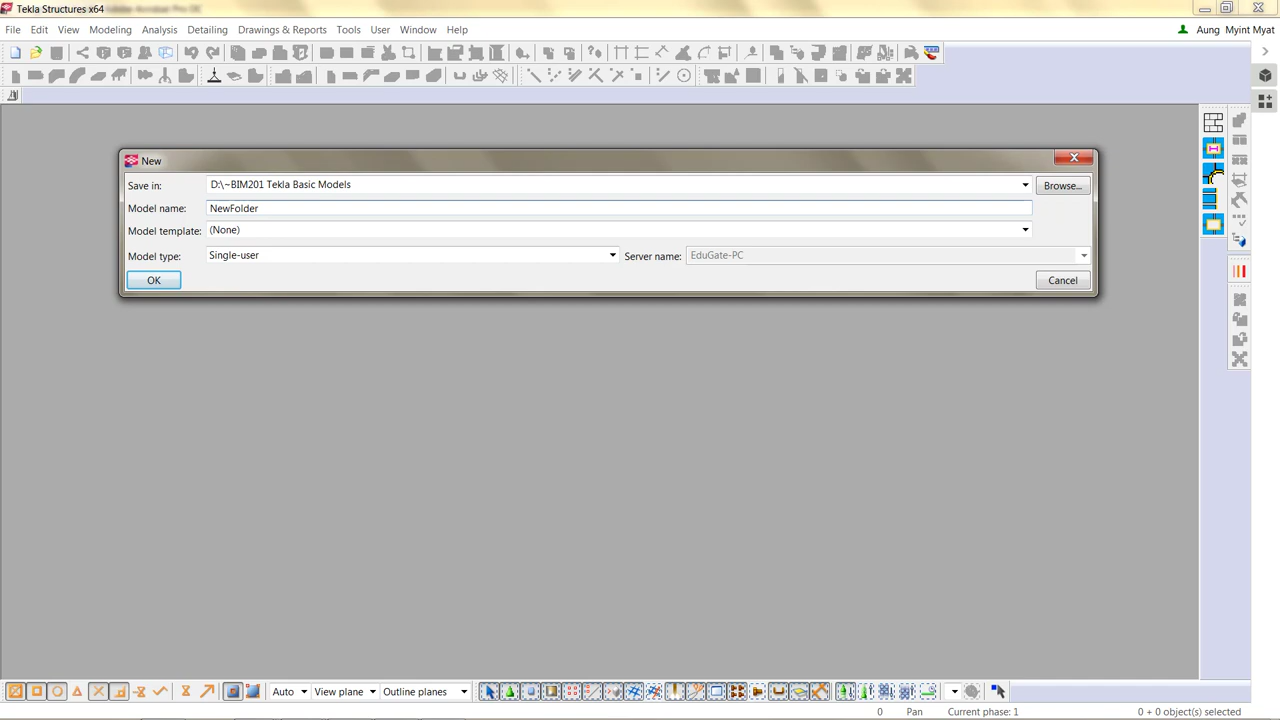 Tekla Structures x64
File Edit View Modeling Analysis Detailing Drawings & Reports Tools User Window Help
Aung Myint Myat
New
Save in: D:\~BIM201 Tekla Basic Models Browse...
Model name: NewFolder
Model template: (None)
Model type: Single-user Server name: EduGate-PC
OK Cancel
Auto View plane Outline planes
0 Pan Current phase: 1 0 + 0 object(s) selected